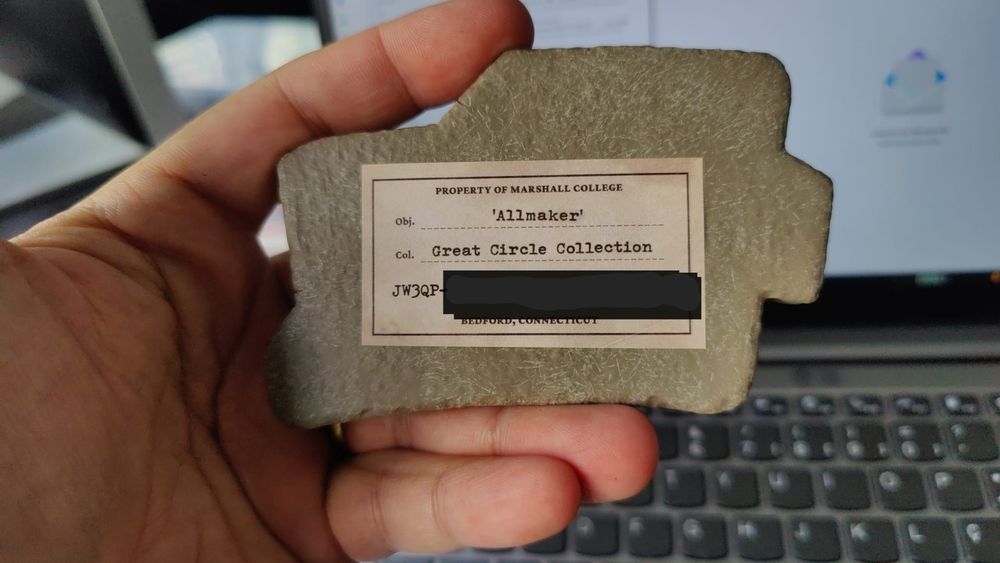 PROPERTY OF MARSHALL COLLEGE
Obj. 'Allmaker'
Col. Great Circle Collection
JW3QP-
BEDFORD, CONNECTICUT